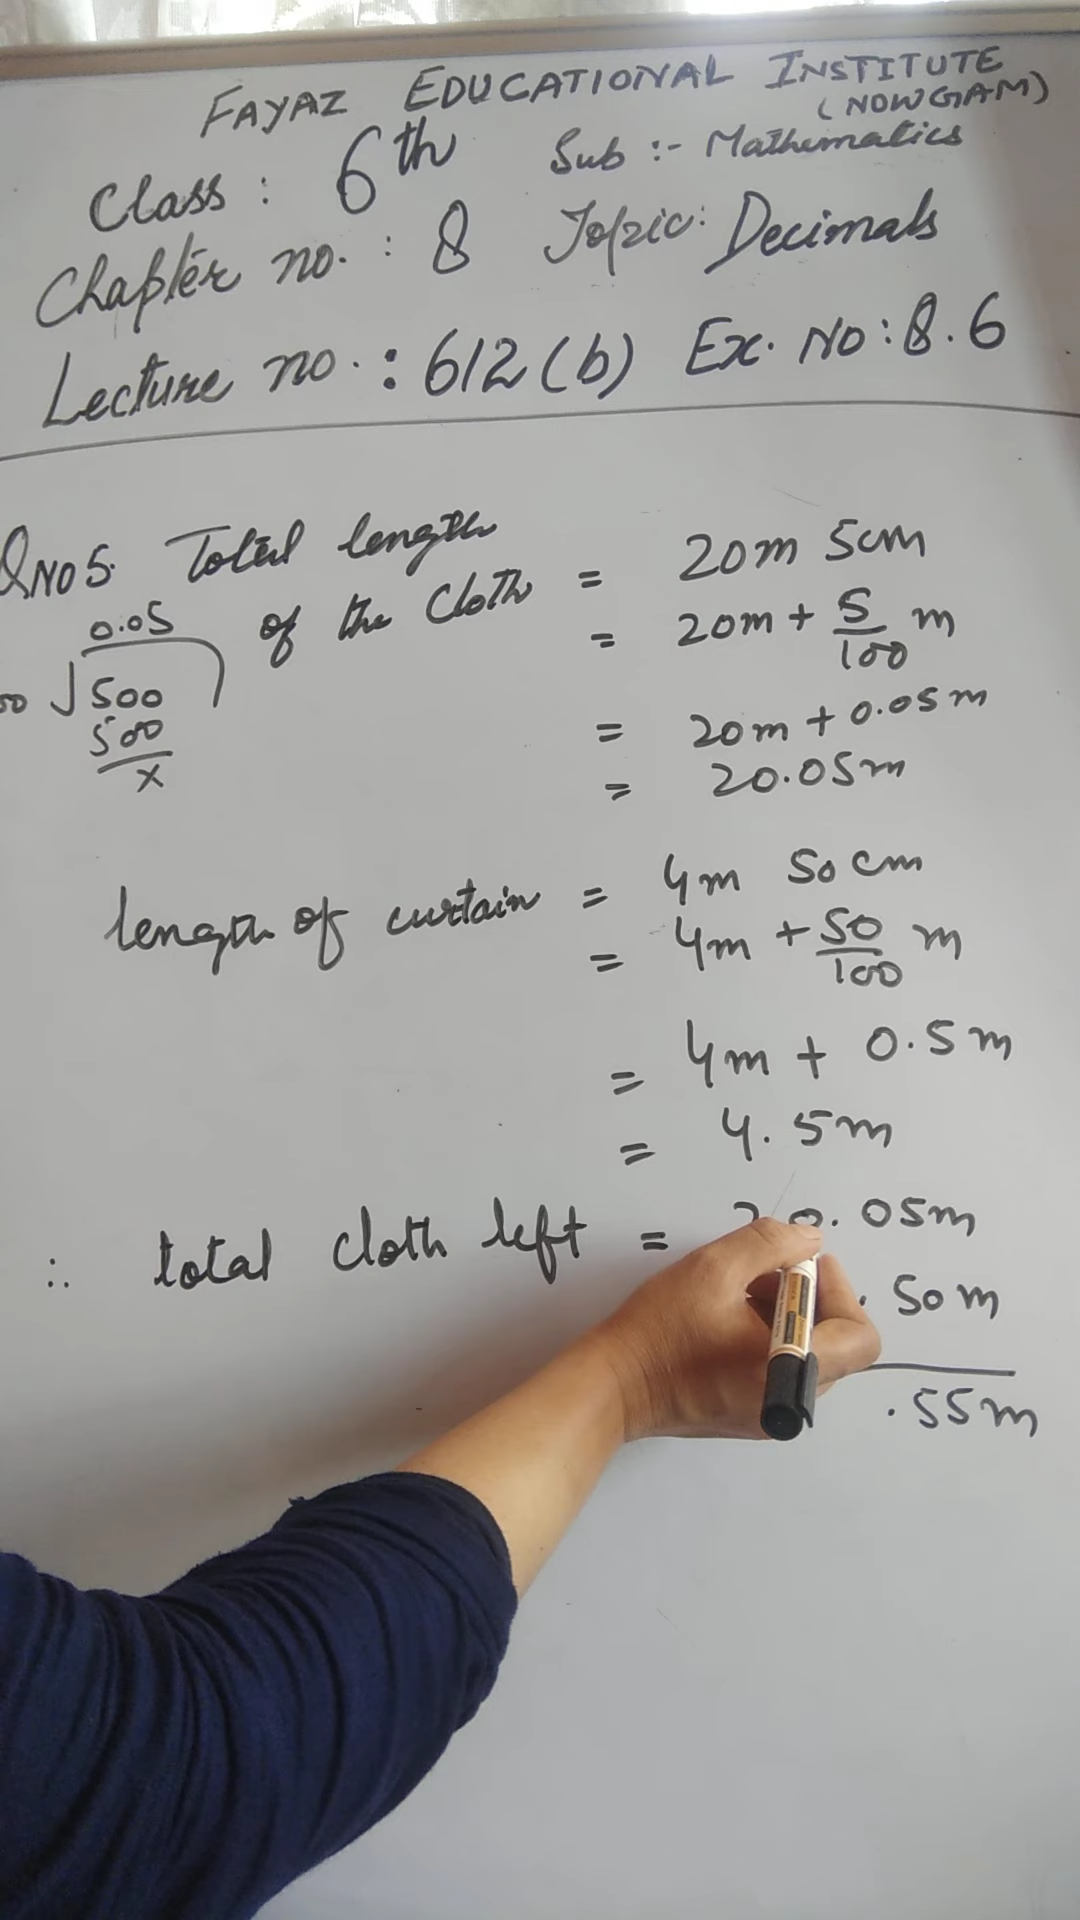 FAYAZ EDUCATIONAL INSTITUTE
(NOWGAM)
Class : 6th Sub :- Mathematics
Chapter no. : 8 Topic: Decimals
Lecture no. : 612 (b) Ex. No : 8.6
QNO5. Total length
of the Cloth = 20m 5cm
= 20m + 5/100 m
0.05
500
500
x
= 20m + 0.05m
= 20.05m
length of curtain = 4m 50cm
= 4m + 50/100 m
= 4m + 0.5m
= 4.5m
∴ total cloth left = 20.05m
.50m
.55m